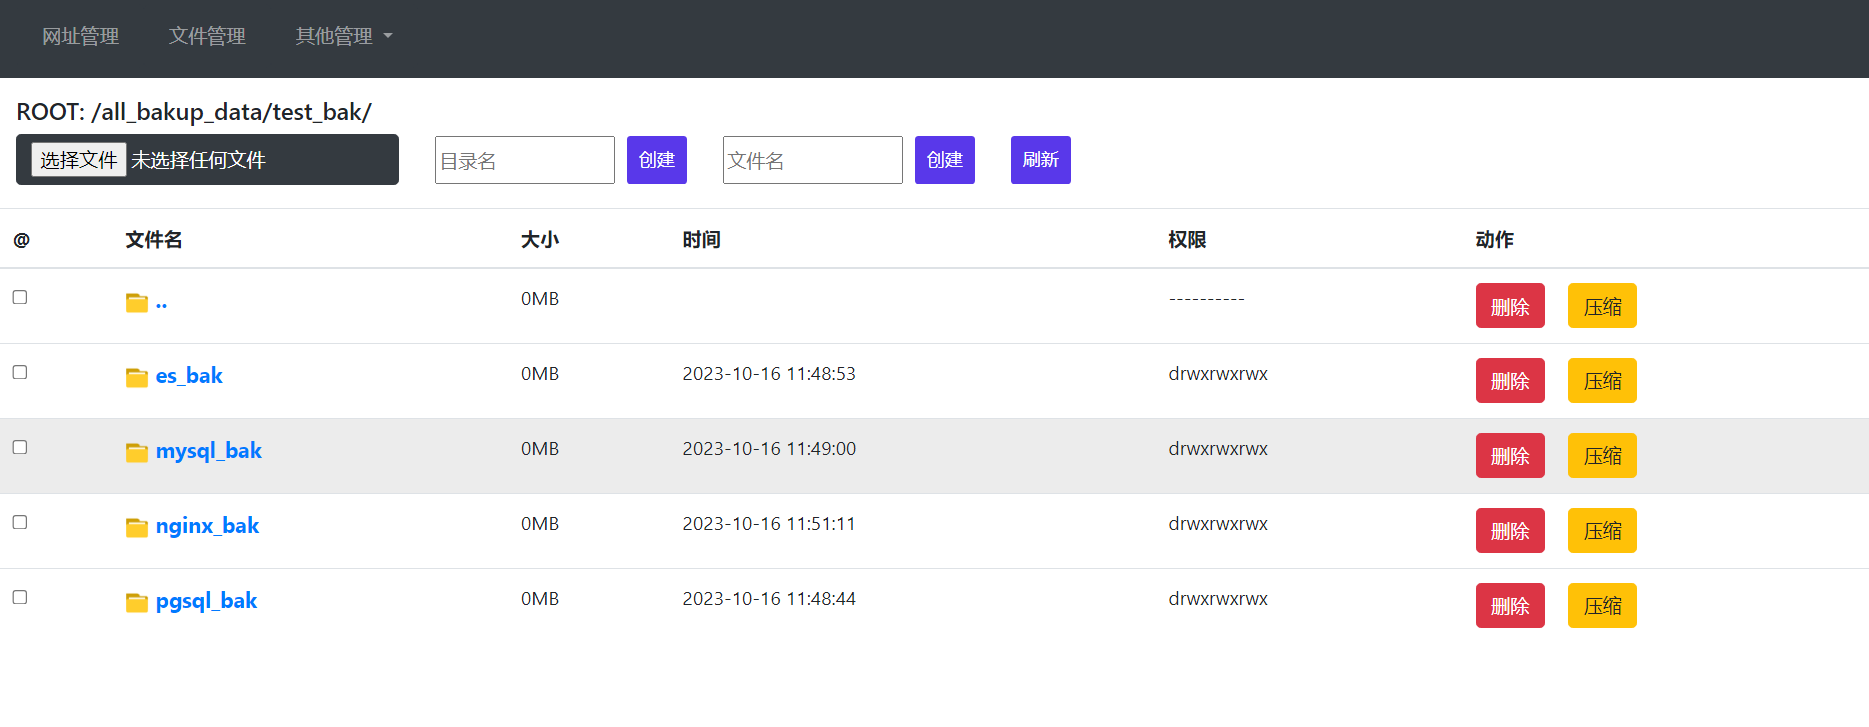 网址管理 文件管理 其他管理
ROOT: /all_bakup_data/test_bak/
选择文件 未选择任何文件 目录名 创建 文件名 创建 刷新
@ 文件名 大小 时间 权限 动作
.. 0MB ---------- 删除 压缩
es_bak 0MB 2023-10-16 11:48:53 drwxrwxrwx 删除 压缩
mysql_bak 0MB 2023-10-16 11:49:00 drwxrwxrwx 删除 压缩
nginx_bak 0MB 2023-10-16 11:51:11 drwxrwxrwx 删除 压缩
pgsql_bak 0MB 2023-10-16 11:48:44 drwxrwxrwx 删除 压缩